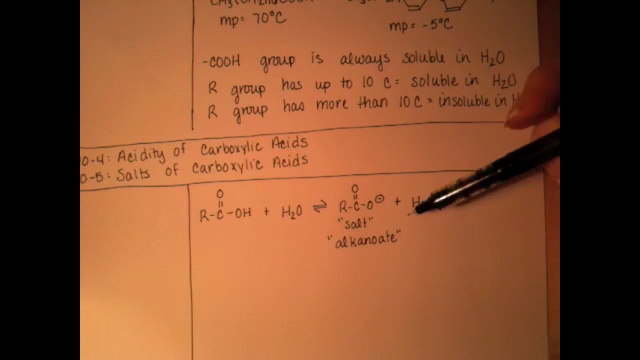 mp= 70°C
mp= -5°C
-COOH group is always soluble in H2O
R group has up to 10 C = soluble in H2O
R group has more than 10C = insoluble in H
0-4: Acidity of Carboxylic Acids
0-5: Salts of Carboxylic Acids
O O
R-C-OH + H2O ⇌ R-C-O⊖ + H
"salt"
"alkanoate"